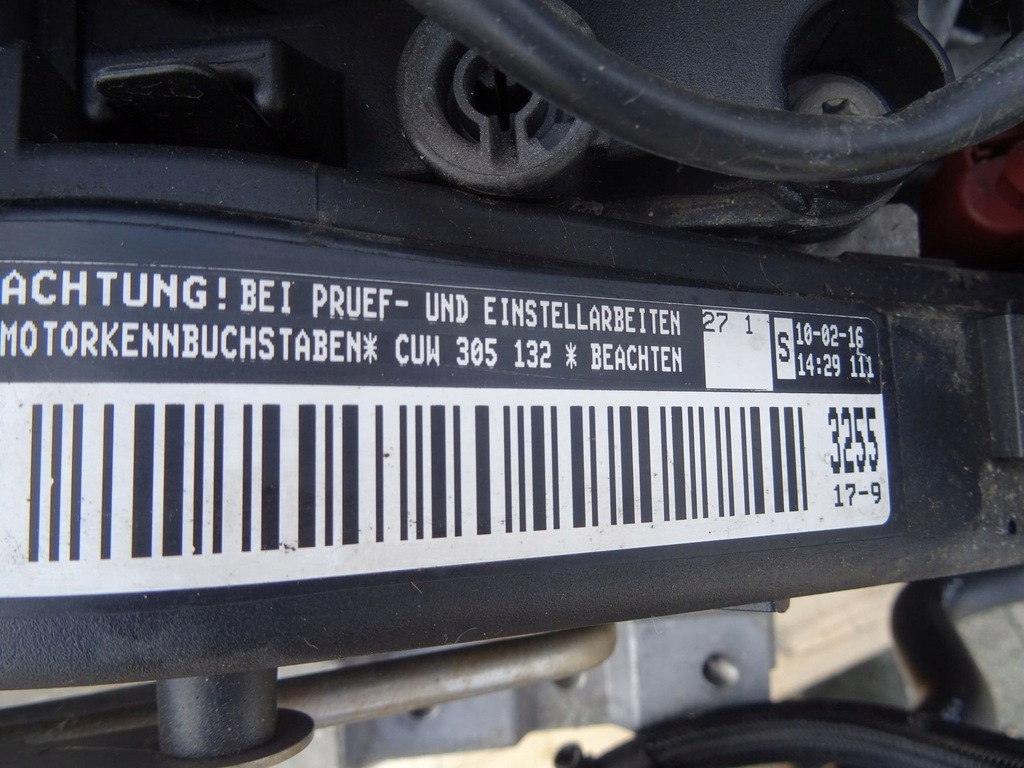 ACHTUNG! BEI PRUEF- UND EINSTELLARBEITEN
MOTORKENNBUCHSTABEN* CUW 305 132 * BEACHTEN
27 1
S
10-02-16
14:29 111
3255
17-9